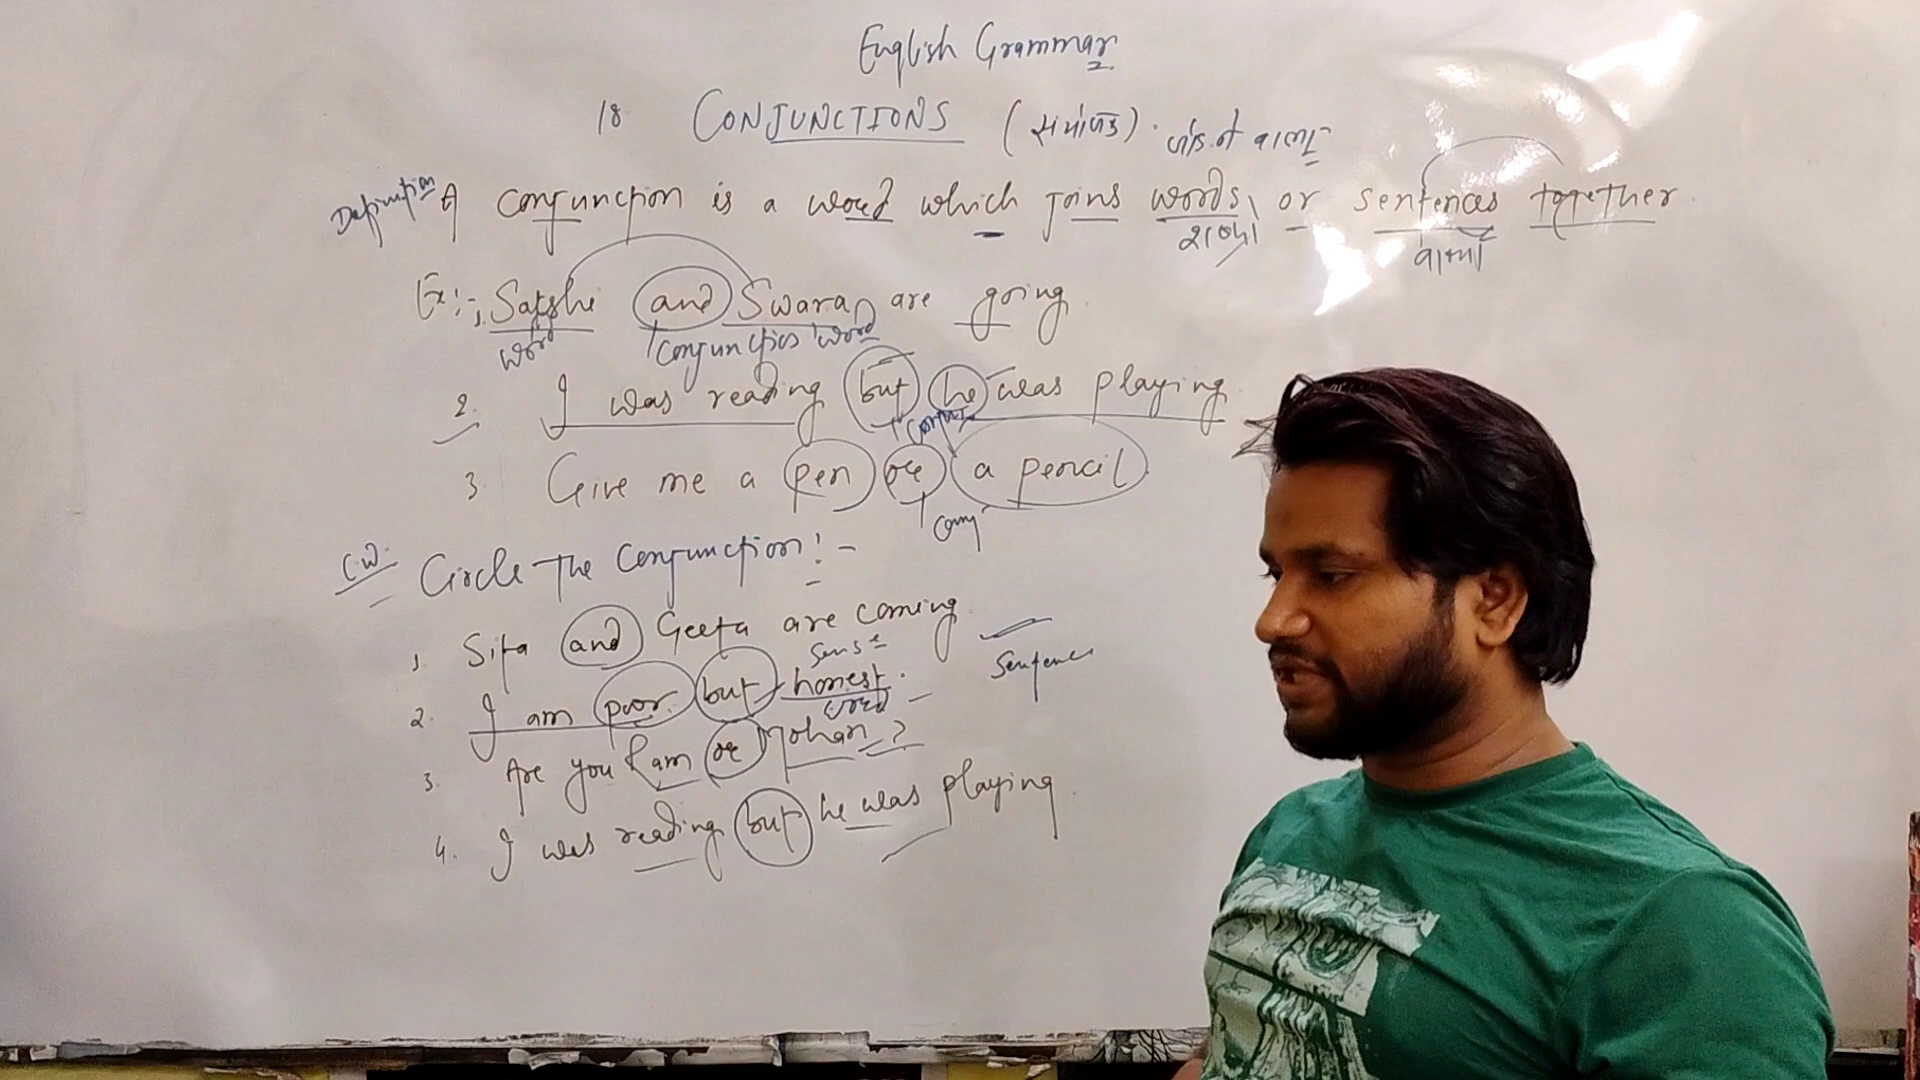 English Grammar
18 CONJUNCTIONS (संयोजक) जोड़ने वाला
Definition A conjunction is a word which joins words or sentences together.
शब्दों वाक्यों
Ex:- 1. Sakshi and Swara are going.
word conjunctions word
2. I was reading but he was playing
3. Give me a pen or a pencil.
Conj
C.W. Circle the Conjunction:-
1. Sita and Geeta are coming.
Sentence
2. I am poor but honest.
word
3. Are you Ram or Mohan?
4. I was reading but he was playing.